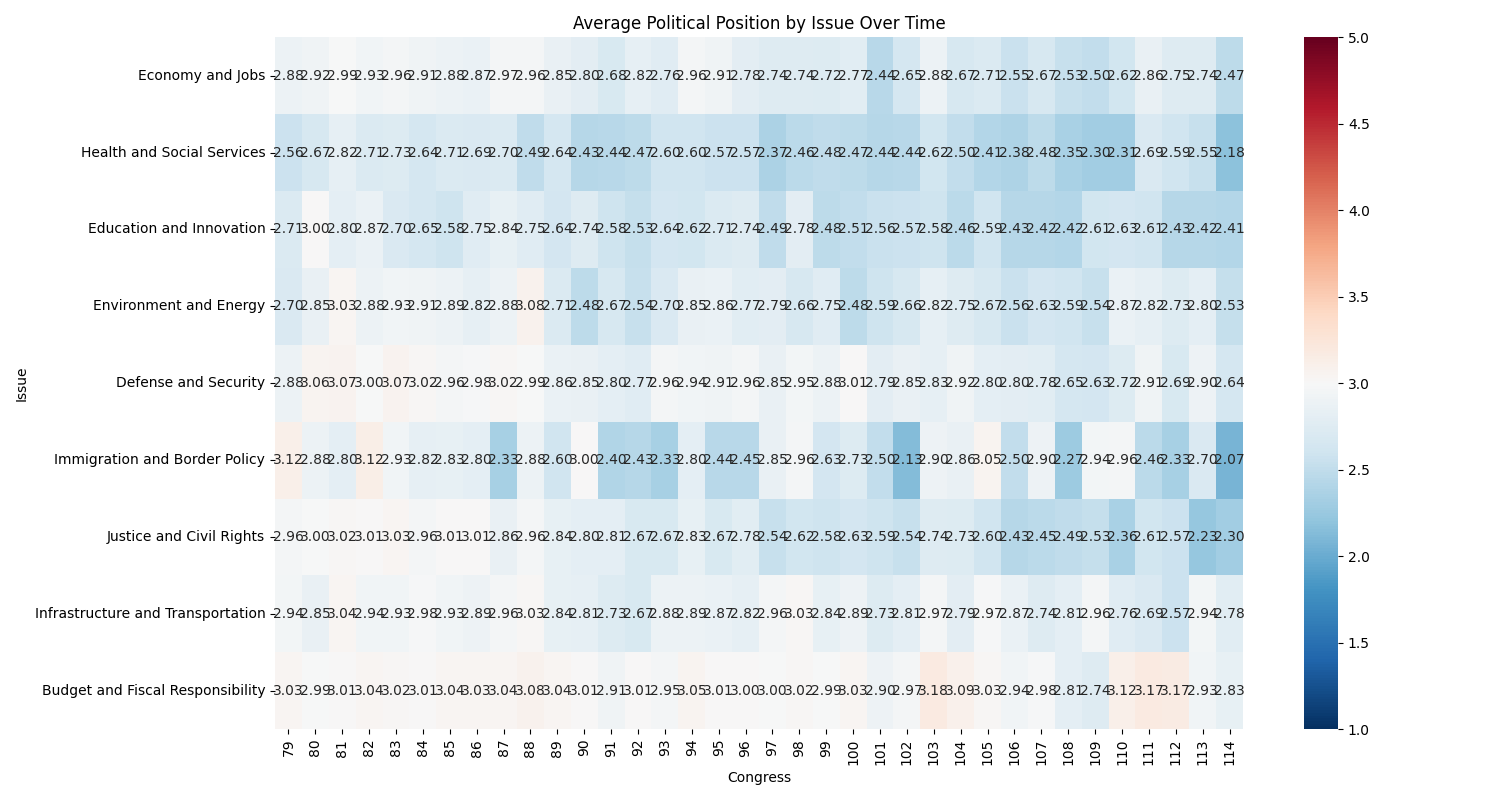 Average Political Position by Issue Over Time
Economy and Jobs 2.88 2.92 2.99 2.93 2.96 2.91 2.88 2.87 2.97 2.96 2.85 2.80 2.68 2.82 2.76 2.96 2.91 2.78 2.74 2.74 2.72 2.77 2.44 2.65 2.88 2.67 2.71 2.55 2.67 2.53 2.50 2.62 2.86 2.75 2.74 2.47
Health and Social Services 2.56 2.67 2.82 2.71 2.73 2.64 2.71 2.69 2.70 2.49 2.64 2.43 2.44 2.47 2.60 2.60 2.57 2.57 2.37 2.46 2.48 2.47 2.44 2.44 2.62 2.50 2.41 2.38 2.48 2.35 2.30 2.31 2.69 2.59 2.55 2.18
Education and Innovation 2.71 3.00 2.80 2.87 2.70 2.65 2.58 2.75 2.84 2.75 2.64 2.74 2.58 2.53 2.64 2.62 2.71 2.74 2.49 2.78 2.48 2.51 2.56 2.57 2.58 2.46 2.59 2.43 2.42 2.42 2.61 2.63 2.61 2.43 2.42 2.41
Environment and Energy 2.70 2.85 3.03 2.88 2.93 2.91 2.89 2.82 2.88 3.08 2.71 2.48 2.67 2.54 2.70 2.85 2.86 2.77 2.79 2.66 2.75 2.48 2.59 2.66 2.82 2.75 2.67 2.56 2.63 2.59 2.54 2.87 2.82 2.73 2.80 2.53
Defense and Security 2.88 3.06 3.07 3.00 3.07 3.02 2.96 2.98 3.02 2.99 2.86 2.85 2.80 2.77 2.96 2.94 2.91 2.96 2.85 2.95 2.88 3.01 2.79 2.85 2.83 2.92 2.80 2.80 2.78 2.65 2.63 2.72 2.91 2.69 2.90 2.64
Immigration and Border Policy 3.12 2.88 2.80 3.12 2.93 2.82 2.83 2.80 2.33 2.88 2.60 3.00 2.40 2.43 2.33 2.80 2.44 2.45 2.85 2.96 2.63 2.73 2.50 2.13 2.90 2.86 3.05 2.50 2.90 2.27 2.94 2.96 2.46 2.33 2.70 2.07
Justice and Civil Rights 2.96 3.00 3.02 3.01 3.03 2.96 3.01 3.01 2.86 2.96 2.84 2.80 2.81 2.67 2.67 2.83 2.67 2.78 2.54 2.62 2.58 2.63 2.59 2.54 2.74 2.73 2.60 2.43 2.45 2.49 2.53 2.36 2.61 2.57 2.23 2.30
Infrastructure and Transportation 2.94 2.85 3.04 2.94 2.93 2.98 2.93 2.89 2.96 3.03 2.84 2.81 2.73 2.67 2.88 2.89 2.87 2.82 2.96 3.03 2.84 2.89 2.73 2.81 2.97 2.79 2.97 2.87 2.74 2.81 2.96 2.76 2.69 2.57 2.94 2.78
Budget and Fiscal Responsibility 3.03 2.99 3.01 3.04 3.02 3.01 3.04 3.03 3.04 3.08 3.04 3.01 2.91 3.01 2.95 3.05 3.01 3.00 3.00 3.02 2.99 3.03 2.90 2.97 3.18 3.09 3.03 2.94 2.98 2.81 2.74 3.12 3.17 3.17 2.93 2.83
Issue
79 80 81 82 83 84 85 86 87 88 89 90 91 92 93 94 95 96 97 98 99 100 101 102 103 104 105 106 107 108 109 110 111 112 113 114
Congress
5.0
4.5
4.0
3.5
3.0
2.5
2.0
1.5
1.0